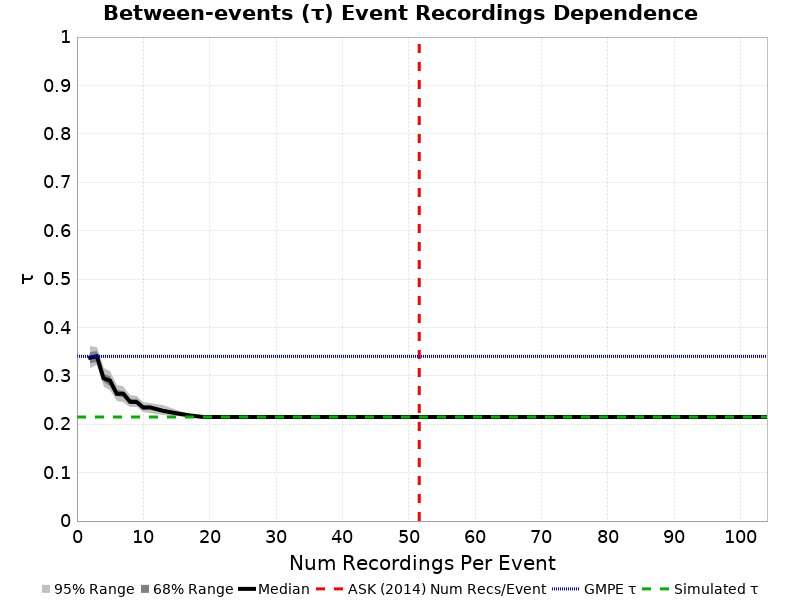 Between-events (τ) Event Recordings Dependence
1
0.9
0.8
0.7
0.6
0.5
0.4
0.3
0.2
0.1
0
τ
0 10 20 30 40 50 60 70 80 90 100
Num Recordings Per Event
95% Range 68% Range Median ASK (2014) Num Recs/Event GMPE τ Simulated τ